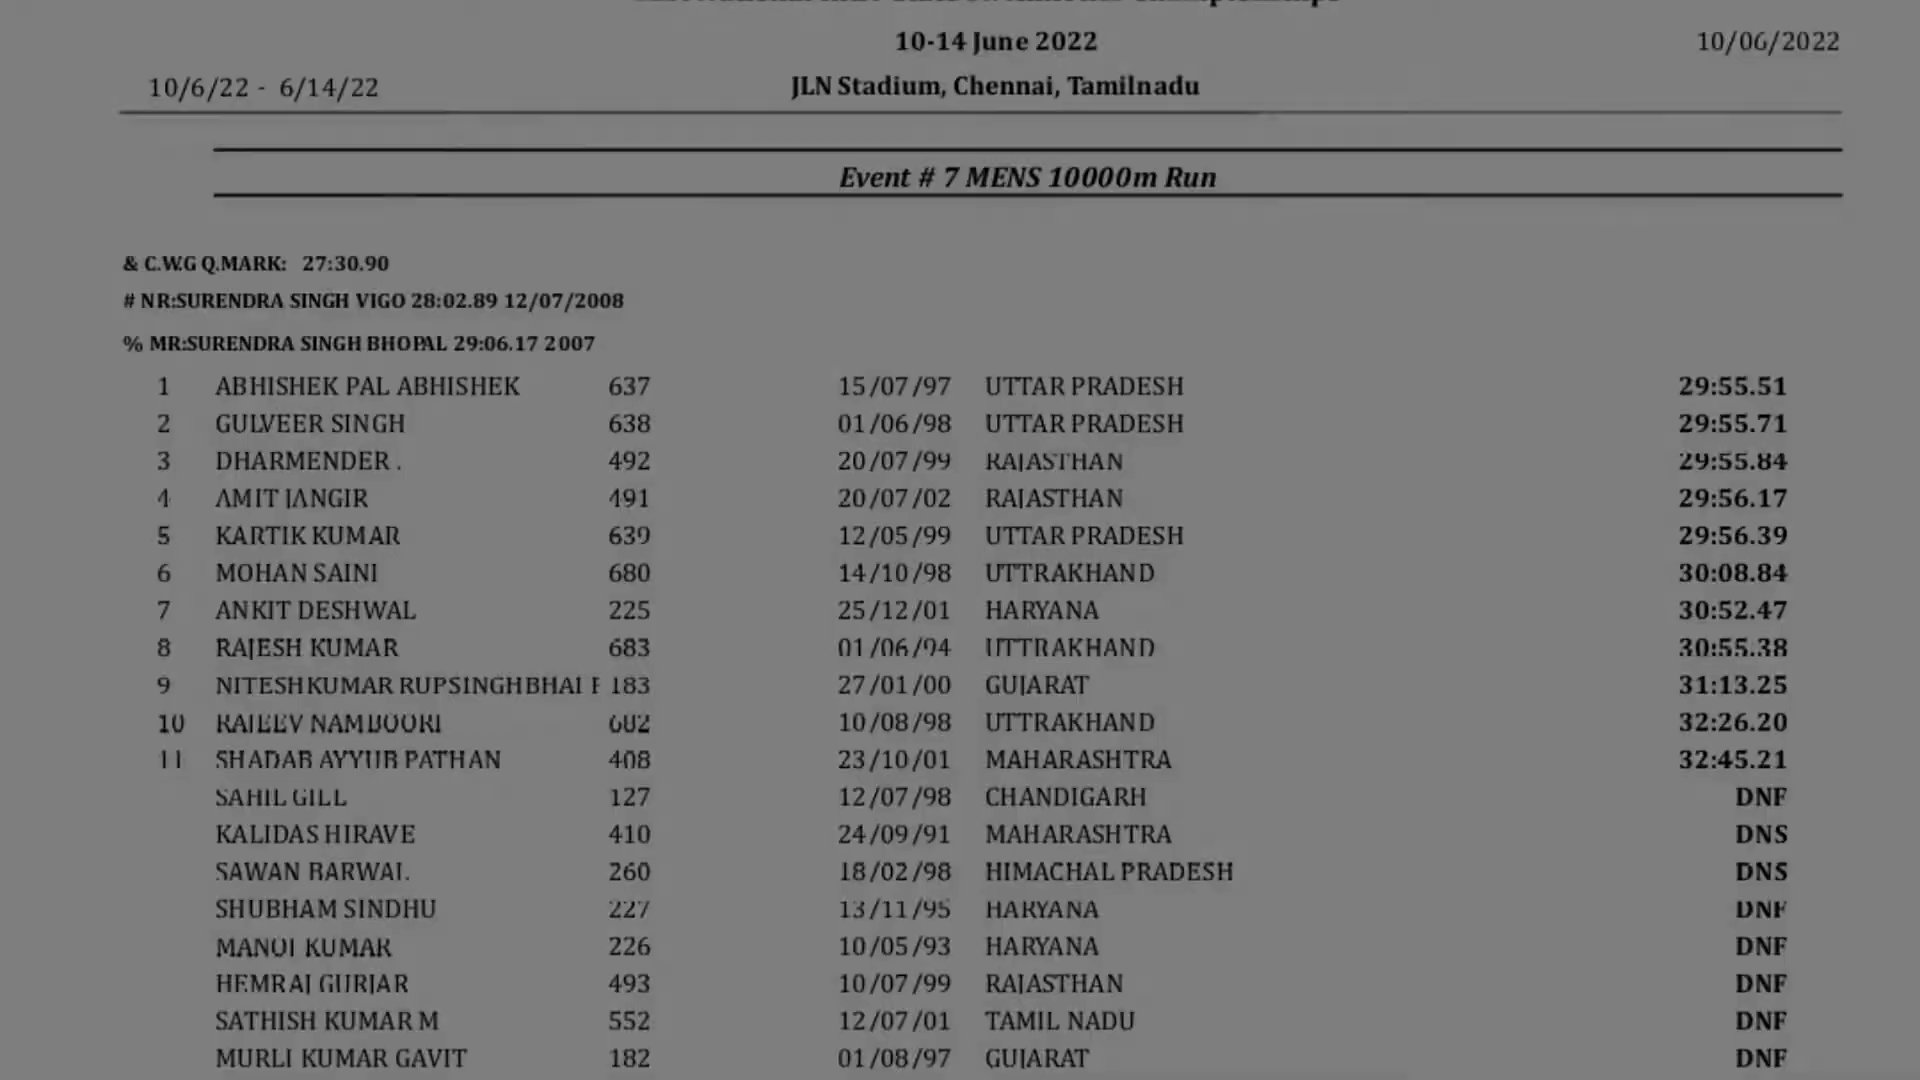 10-14 June 2022 10/06/2022
10/6/22 - 6/14/22 JLN Stadium, Chennai, Tamilnadu
Event # 7 MENS 10000m Run
& C.W.G Q.MARK: 27:30.90
# NR:SURENDRA SINGH VIGO 28:02.89 12/07/2008
% MR:SURENDRA SINGH BHOPAL 29:06.17 2007
1 ABHISHEK PAL ABHISHEK 637 15/07/97 UTTAR PRADESH 29:55.51
2 GULVEER SINGH 638 01/06/98 UTTAR PRADESH 29:55.71
3 DHARMENDER . 492 20/07/99 RAJASTHAN 29:55.84
4 AMIT JANGIR 491 20/07/02 RAJASTHAN 29:56.17
5 KARTIK KUMAR 639 12/05/99 UTTAR PRADESH 29:56.39
6 MOHAN SAINI 680 14/10/98 UTTRAKHAND 30:08.84
7 ANKIT DESHWAL 225 25/12/01 HARYANA 30:52.47
8 RAJESH KUMAR 683 01/06/94 UTTRAKHAND 30:55.38
9 NITESHKUMAR RUPSINGHBHAI 183 27/01/00 GUJARAT 31:13.25
10 RAJEEV NAMBOORI 682 10/08/98 UTTRAKHAND 32:26.20
11 SHADAB AYYUB PATHAN 408 23/10/01 MAHARASHTRA 32:45.21
SAHIL GILL 127 12/07/98 CHANDIGARH DNF
KALIDAS HIRAVE 410 24/09/91 MAHARASHTRA DNS
SAWAN BARWAL 260 18/02/98 HIMACHAL PRADESH DNS
SHUBHAM SINDHU 227 13/11/95 HARYANA DNF
MANOJ KUMAR 226 10/05/93 HARYANA DNF
HEMRAJ GURJAR 493 10/07/99 RAJASTHAN DNF
SATHISH KUMAR M 552 12/07/01 TAMIL NADU DNF
MURLI KUMAR GAVIT 182 01/08/97 GUJARAT DNF